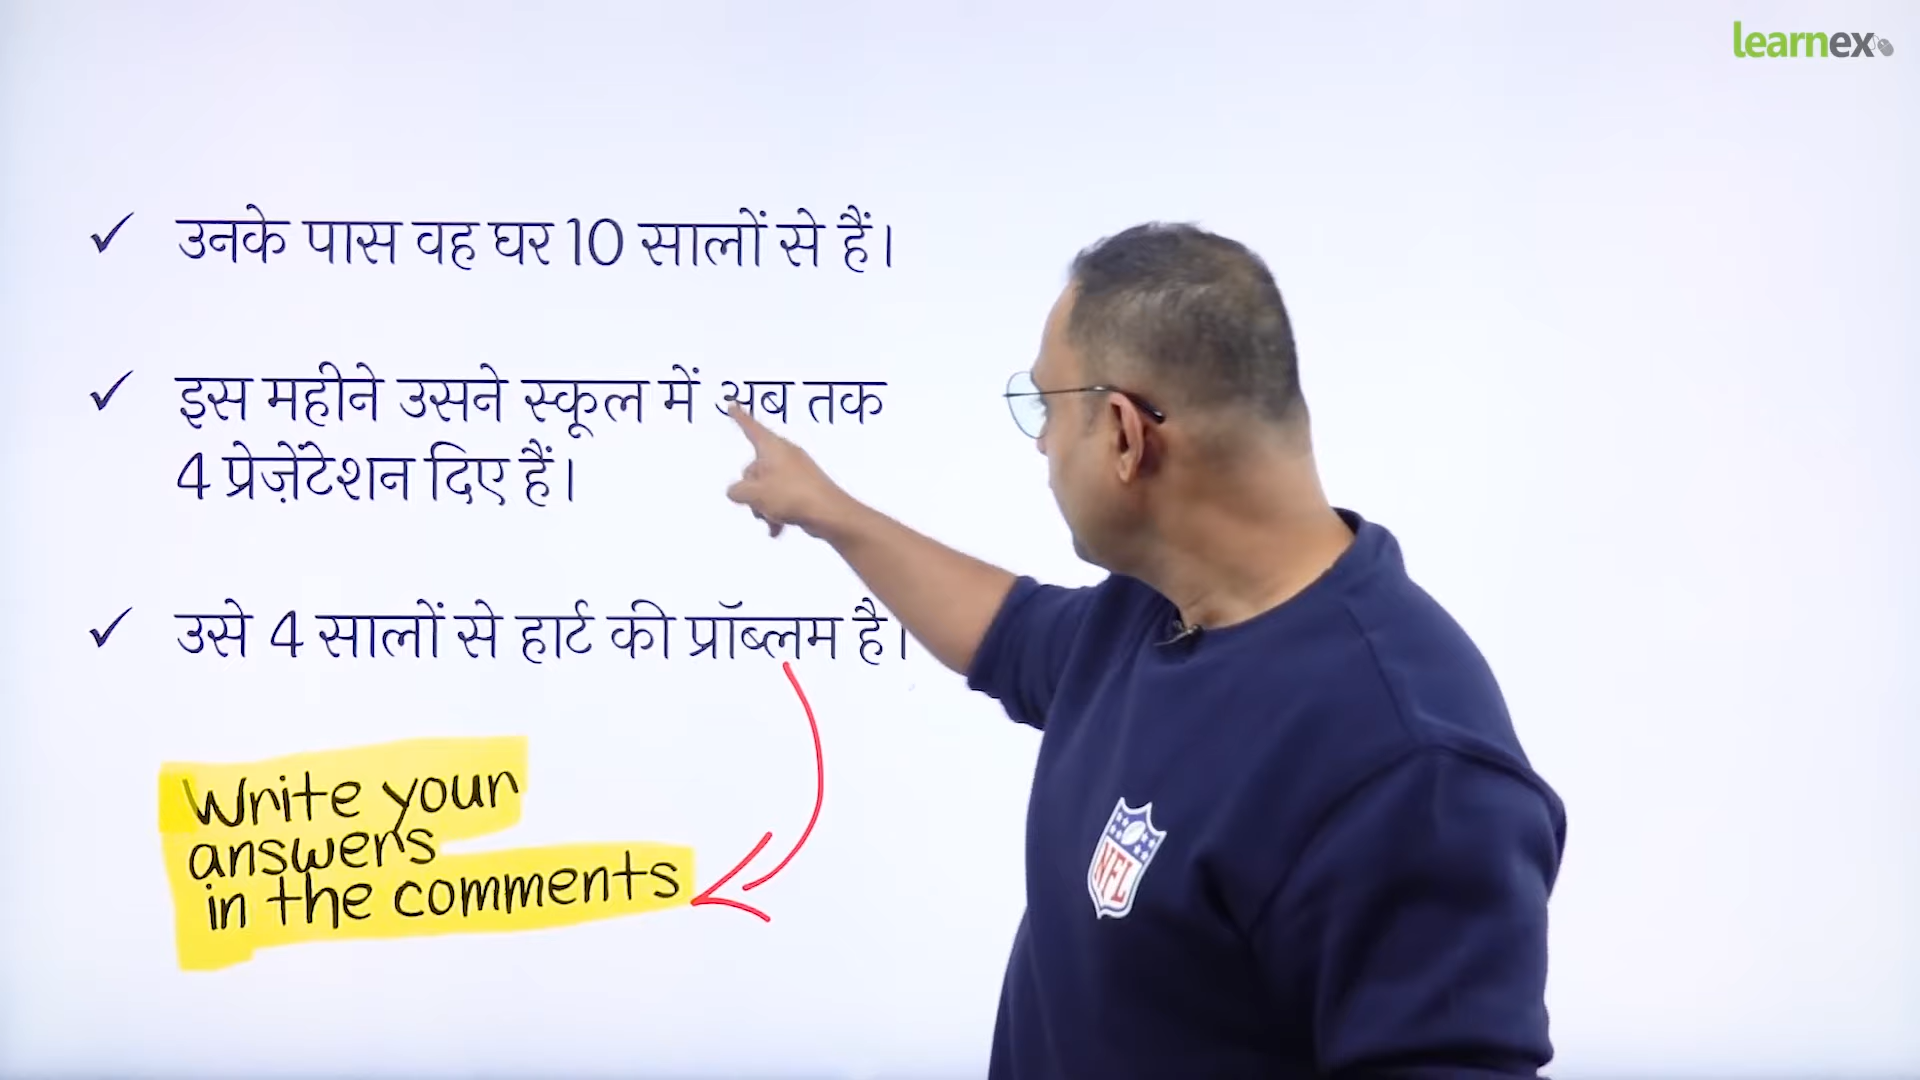 learnex
✓ उनके पास वह घर 10 सालों से हैं।
✓ इस महीने उसने स्कूल में अब तक
4 प्रेज़ेंटेशन दिए हैं।
✓ उसे 4 सालों से हार्ट की प्रॉब्लम है।
Write your
answers
in the comments
NFL